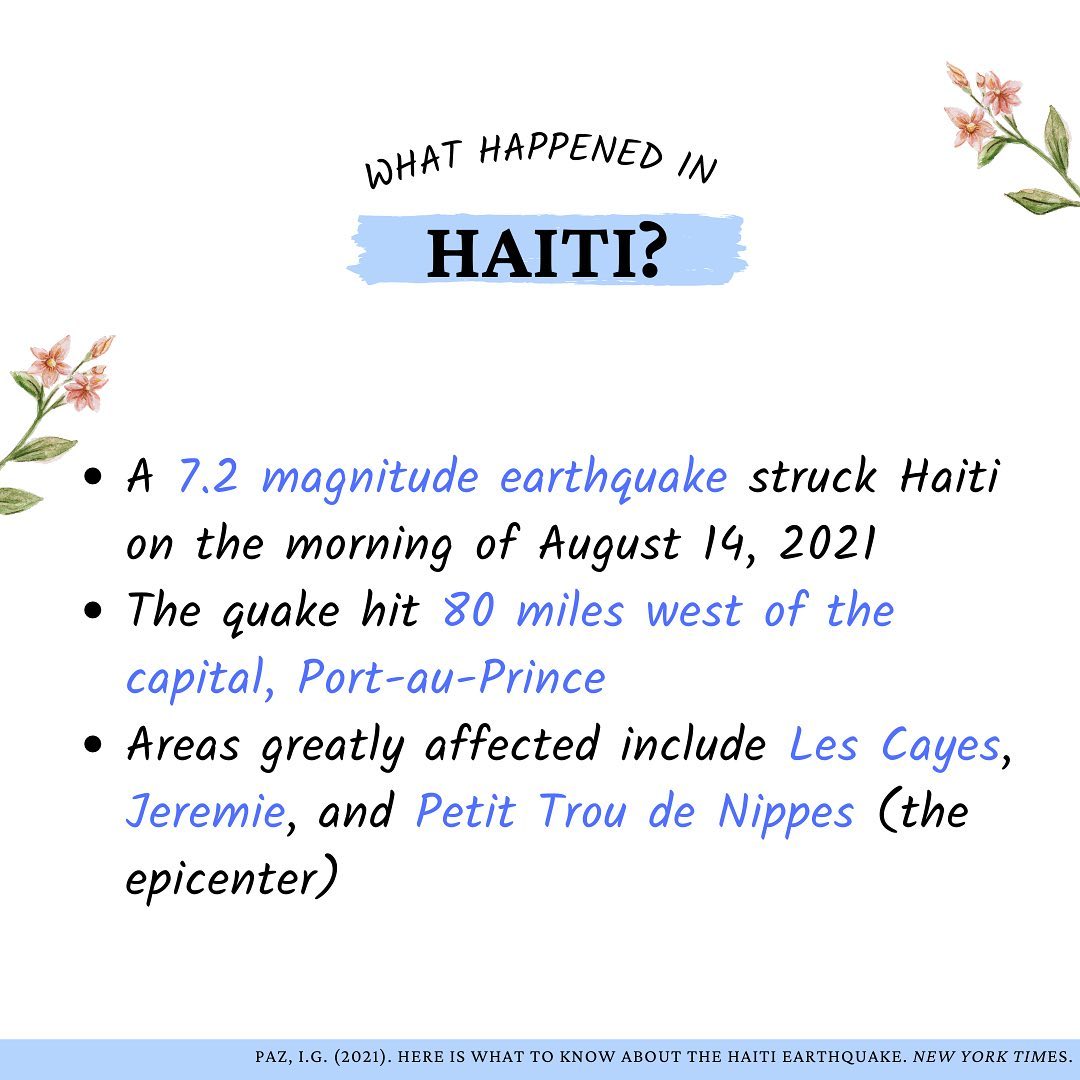 WHAT HAPPENED IN
HAITI?
• A 7.2 magnitude earthquake struck Haiti
on the morning of August 14, 2021
• The quake hit 80 miles west of the
capital, Port-au-Prince
• Areas greatly affected include Les Cayes,
Jeremie, and Petit Trou de Nippes (the
epicenter)
PAZ, I.G. (2021). HERE IS WHAT TO KNOW ABOUT THE HAITI EARTHQUAKE. NEW YORK TIMES.